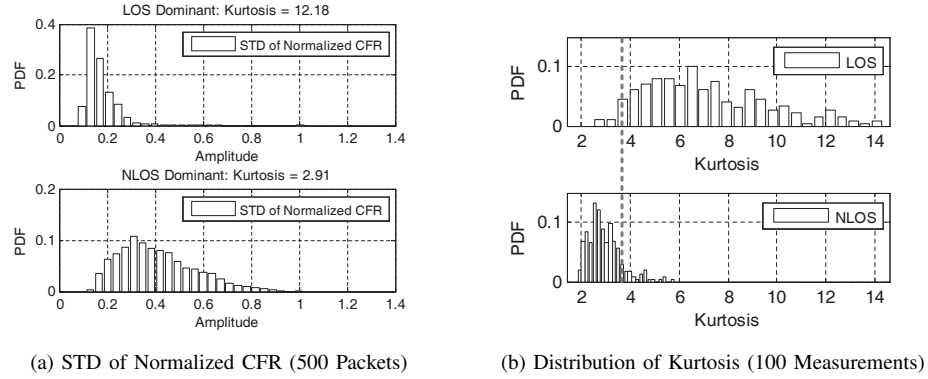 LOS Dominant: Kurtosis = 12.18
0.4
0.2
0
PDF
STD of Normalized CFR
0 0.2 0.4 0.6 0.8 1.0 1.2 1.4
Amplitude
NLOS Dominant: Kurtosis = 2.91
0.2
0.1
0
PDF
STD of Normalized CFR
0 0.2 0.4 0.6 0.8 1.0 1.2 1.4
Amplitude
(a) STD of Normalized CFR (500 Packets)
0.1
0
PDF
LOS
2 4 6 8 10 12 14
Kurtosis
0.1
0
PDF
NLOS
2 4 6 8 10 12 14
Kurtosis
(b) Distribution of Kurtosis (100 Measurements)